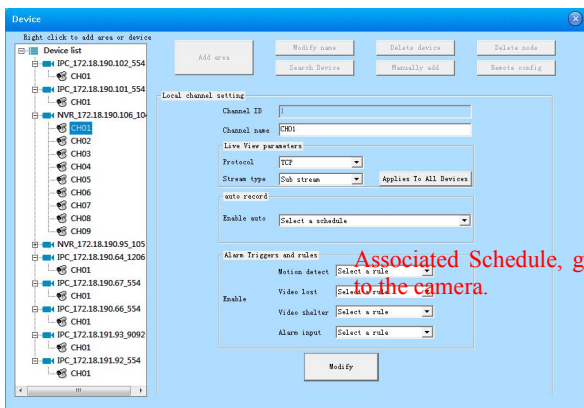 Device
Right click to add area or device
Device list
IPC_172.18.190.102_554
CH01
IPC_172.18.190.101_554
CH01
NVR_172.18.190.106_10
CH01
CH02
CH03
CH04
CH05
CH06
CH07
CH08
CH09
NVR_172.18.190.95_105
IPC_172.18.190.64_1206
CH01
IPC_172.18.190.67_554
CH01
IPC_172.18.190.66_554
CH01
IPC_172.18.191.93_9092
CH01
IPC_172.18.191.92_554
CH01
Add area
Modify name
Delete device
Delete node
Search Device
Manually add
Remote config
Local channel setting
Channel ID 1
Channel name CH01
Live View parameters
Protocol TCP
Stream type Sub stream Applies To All Devices
auto record
Enable auto Select a schedule
Alarm Triggers and rules
Associated Schedule, g
to the camera.
Enable
Motion detect Select a rule
Video lost Select a rule
Video shelter Select a rule
Alarm input Select a rule
Modify